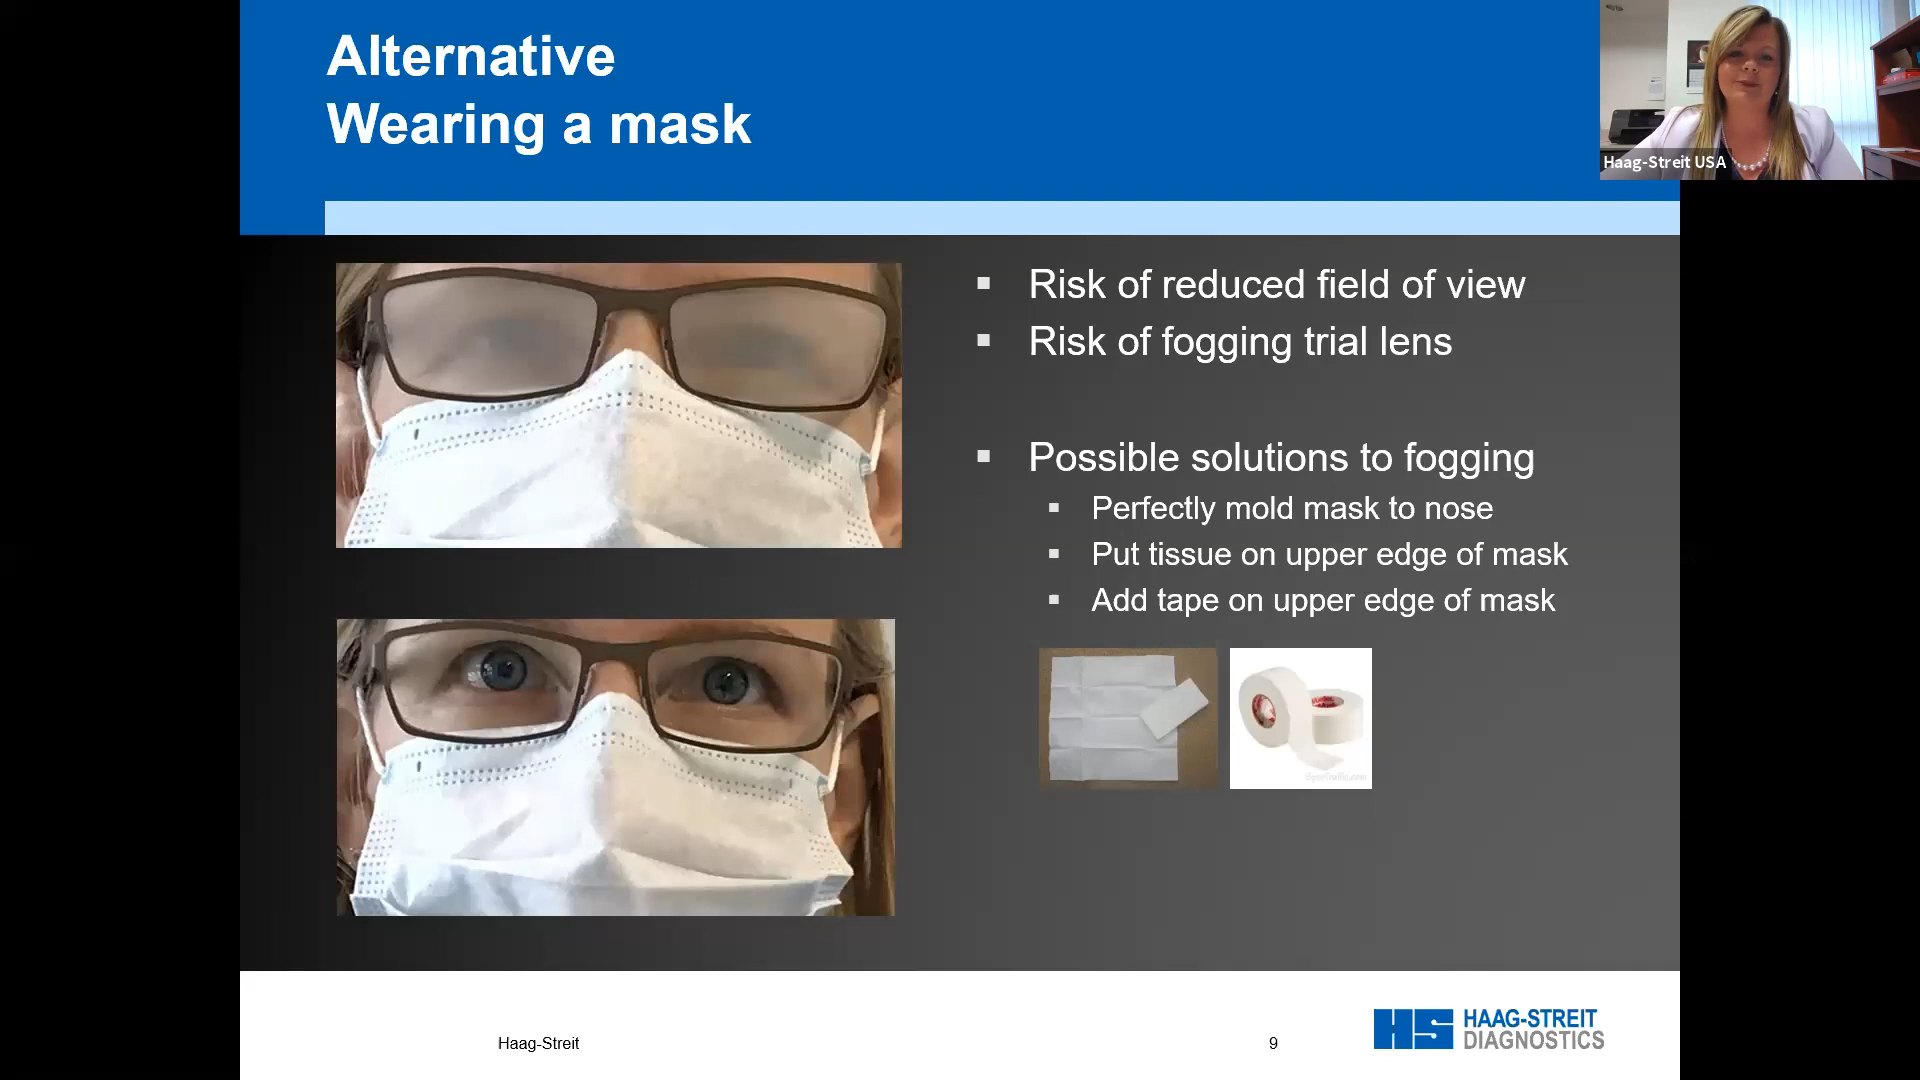 Alternative
Wearing a mask
Haag-Streit USA
Risk of reduced field of view
Risk of fogging trial lens
Possible solutions to fogging
Perfectly mold mask to nose
Put tissue on upper edge of mask
Add tape on upper edge of mask
Haag-Streit
9
HS
HAAG-STREIT
DIAGNOSTICS